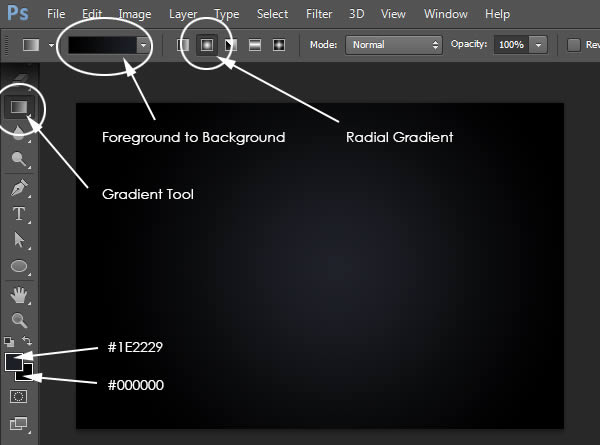 Ps File Edit Image Layer Type Select Filter 3D View Window Help
Mode: Normal Opacity: 100% Rev
Foreground to Background Radial Gradient
Gradient Tool
T
#1E2229
#000000